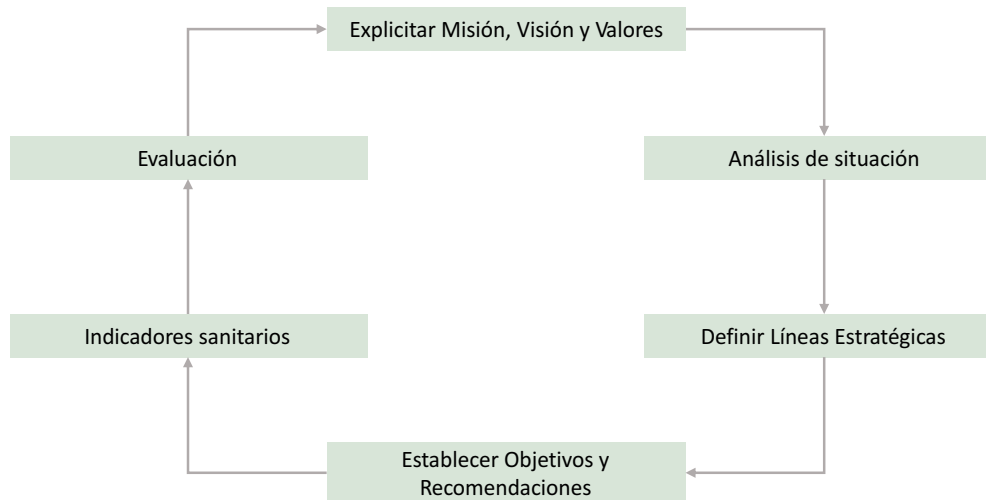 Explicitar Misión, Visión y Valores
Evaluación
Análisis de situación
Indicadores sanitarios
Definir Líneas Estratégicas
Establecer Objetivos y
Recomendaciones